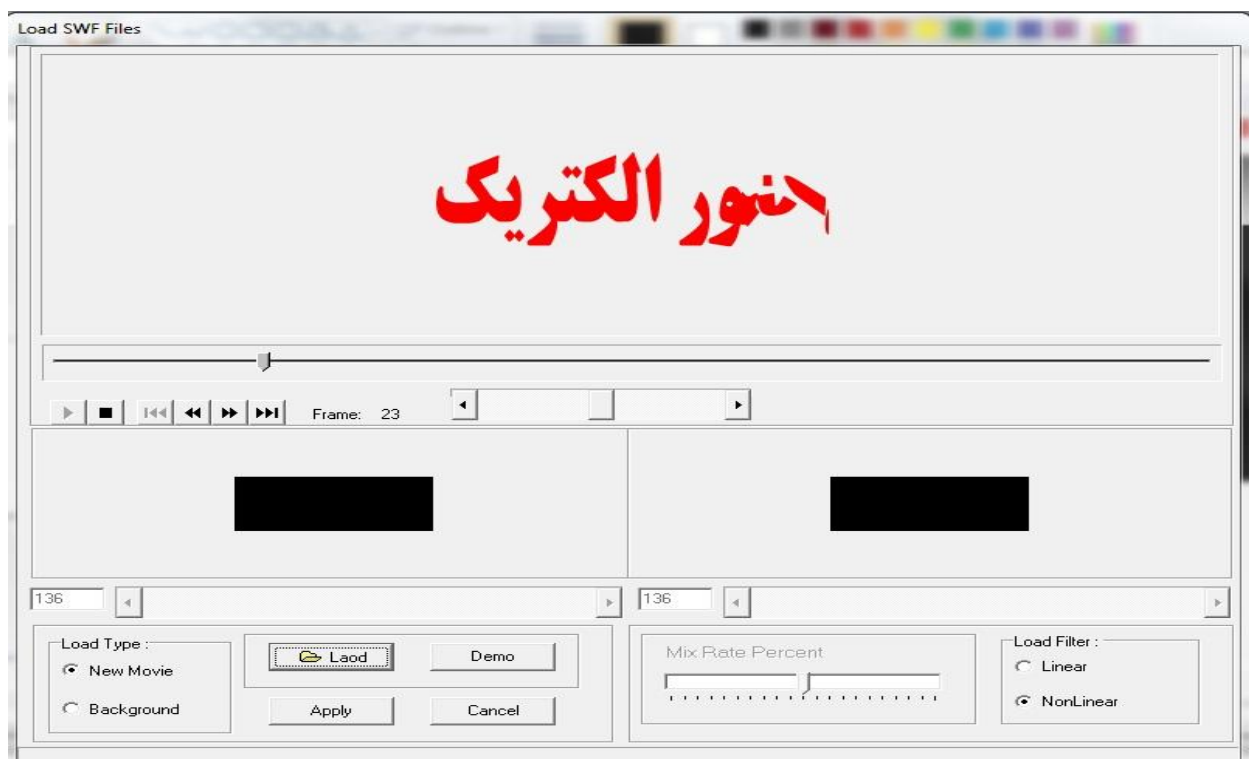 Load SWF Files
نور الکتریک
Frame: 23
136
136
Load Type :
New Movie
Background
Laod
Demo
Apply
Cancel
Mix Rate Percent
Load Filter :
Linear
NonLinear